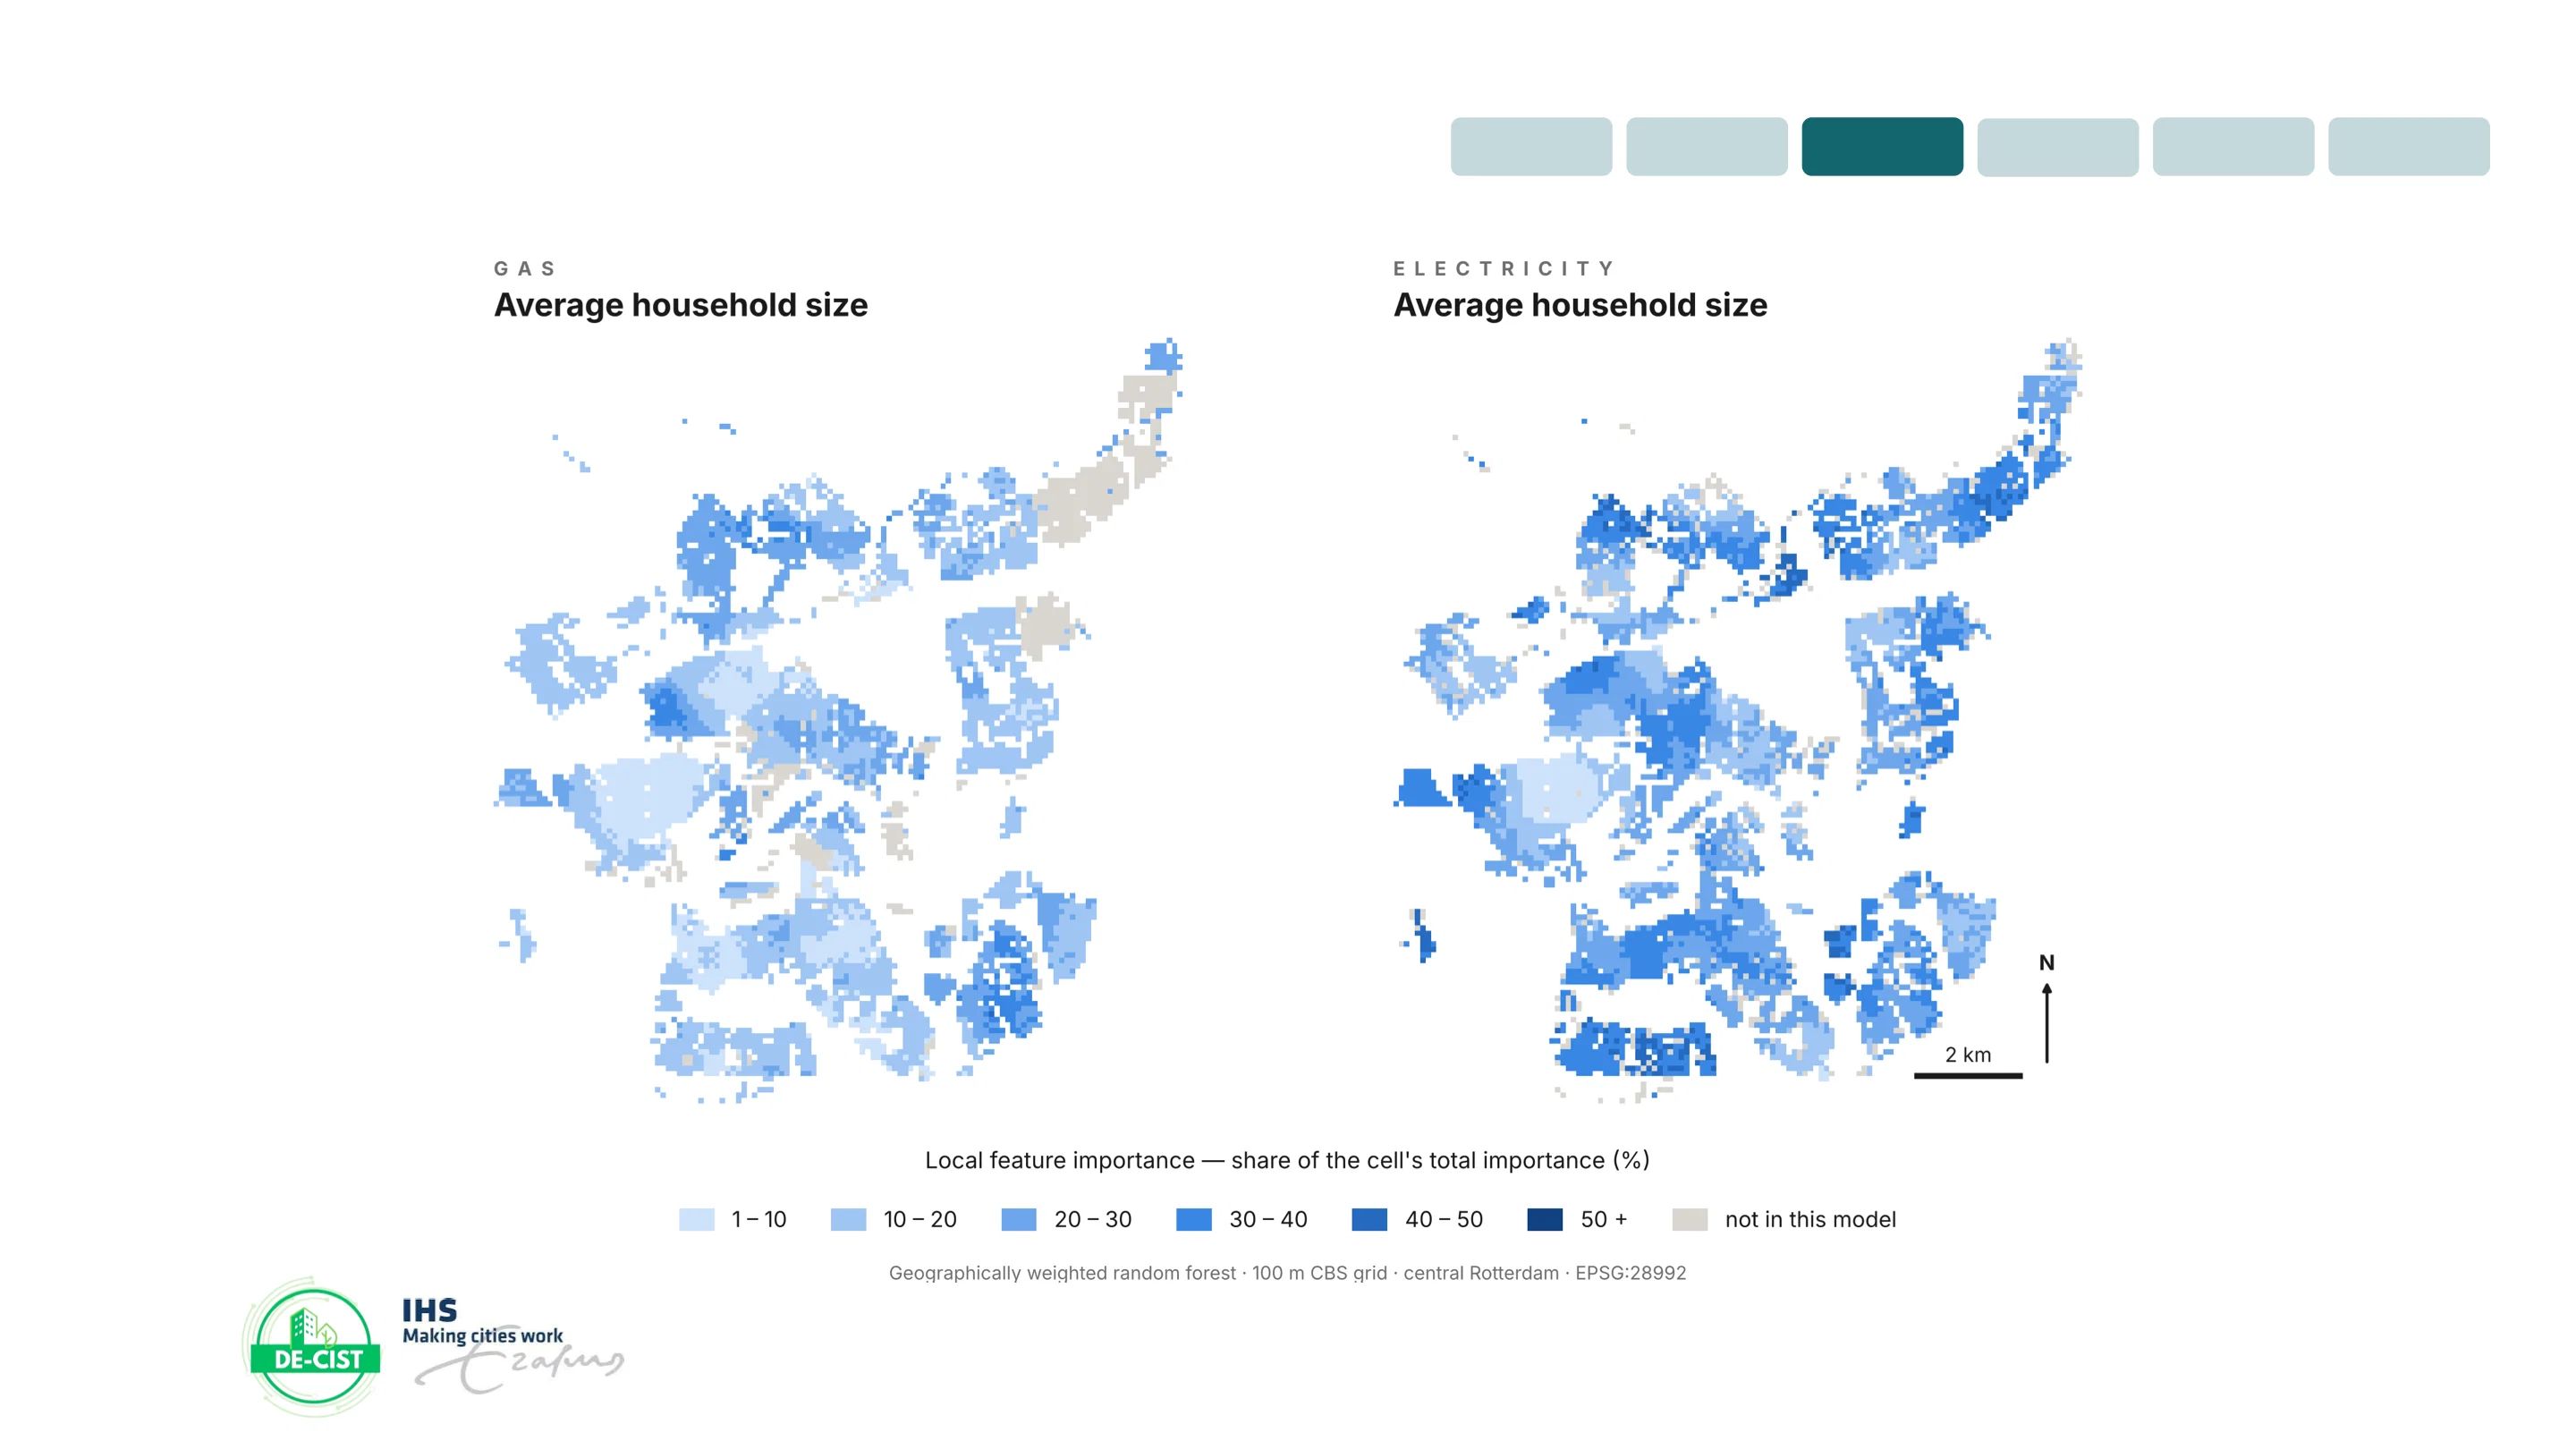 GAS
Average household size
ELECTRICITY
Average household size
N
2 km
Local feature importance — share of the cell's total importance (%)
1 – 10
10 – 20
20 – 30
30 – 40
40 – 50
50 +
not in this model
Geographically weighted random forest · 100 m CBS grid · central Rotterdam · EPSG:28992
DE-CIST
IHS
Making cities work
Erasmus